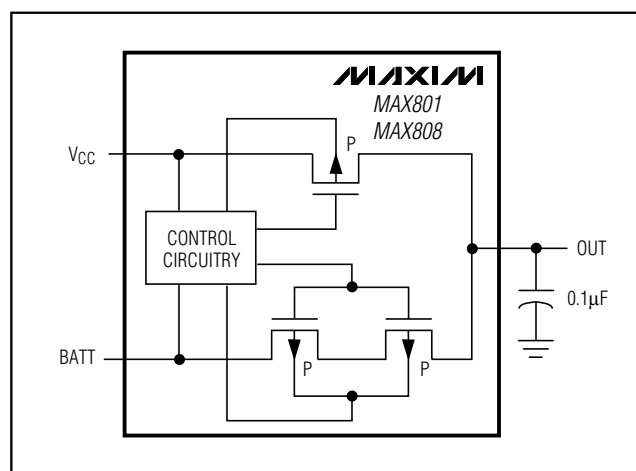 MAXIM
MAX801
MAX808
P
VCC
CONTROL
CIRCUITRY
OUT
0.1µF
BATT
P
P